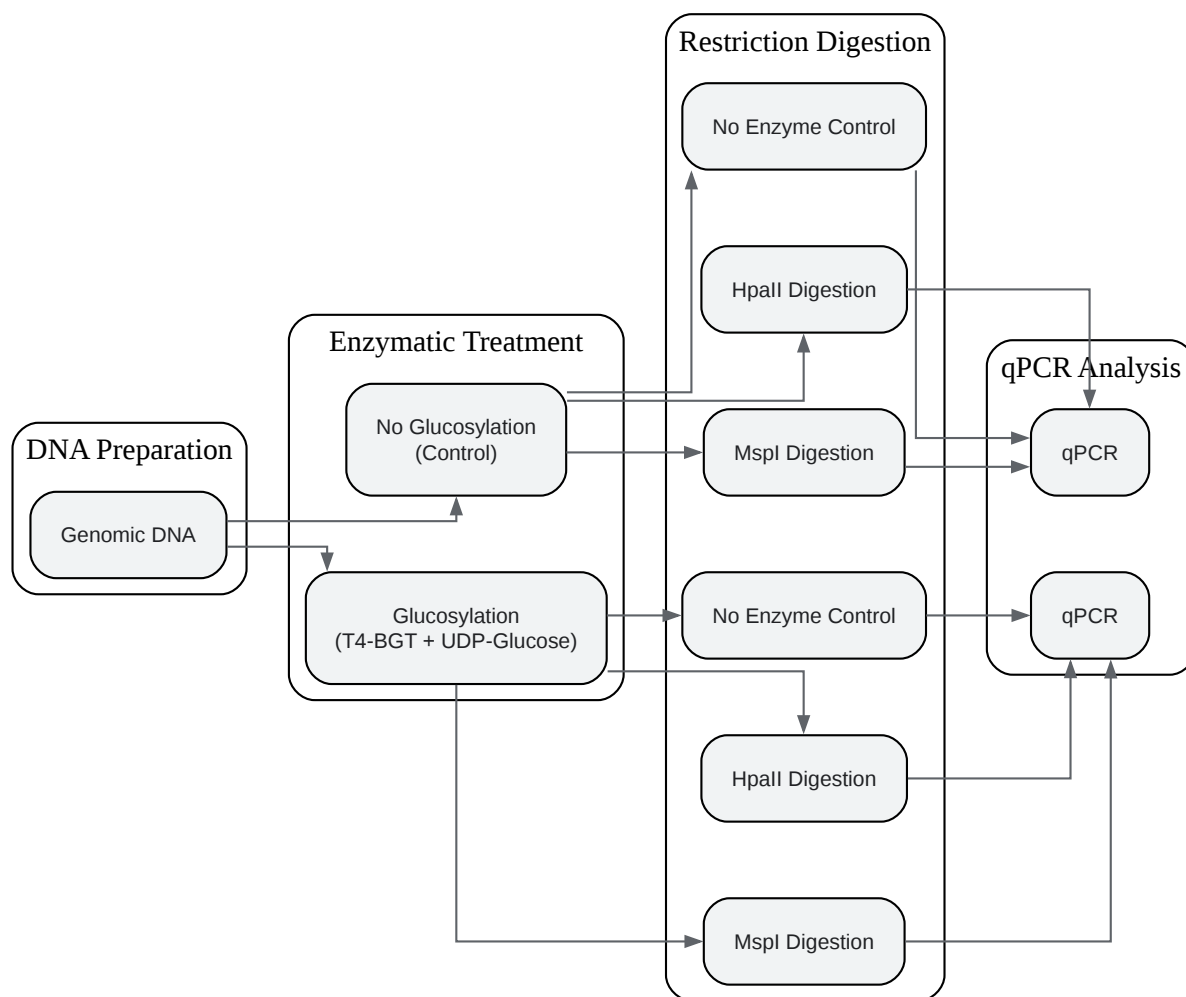 DNA Preparation
Genomic DNA
Enzymatic Treatment
No Glucosylation
(Control)
Glucosylation
(T4-BGT + UDP-Glucose)
Restriction Digestion
No Enzyme Control
HpaII Digestion
MspI Digestion
No Enzyme Control
HpaII Digestion
MspI Digestion
qPCR Analysis
qPCR
qPCR